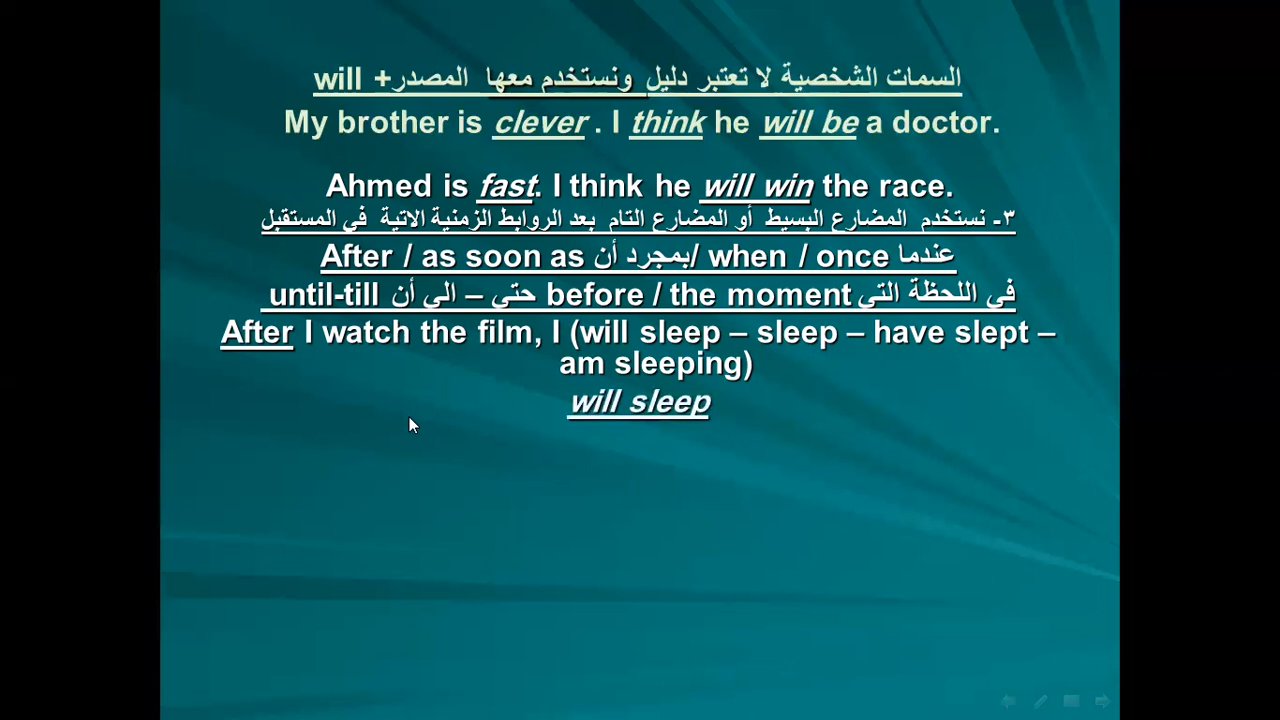 السمات الشخصية لا تعتبر دليل ونستخدم معها المصدر+ will
My brother is clever . I think he will be a doctor.
Ahmed is fast. I think he will win the race.
٣- نستخدم المضارع البسيط أو المضارع التام بعد الروابط الزمنية الاتية في المستقبل
After / as soon as بمجرد أن/ when / once عندما
until-till حتى – الى أن before / the moment في اللحظة التى
After I watch the film, I (will sleep – sleep – have slept –
am sleeping)
will sleep